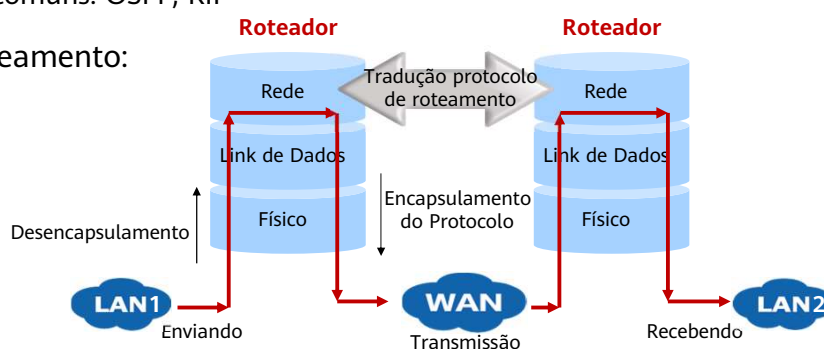 Roteador
Roteador
eamento:
Rede
Tradução protocolo
de roteamento
Rede
Link de Dados
Link de Dados
Desencapsulamento
Físico
Encapsulamento
do Protocolo
Físico
LAN1
WAN
LAN2
Enviando
Transmissão
Recebendo